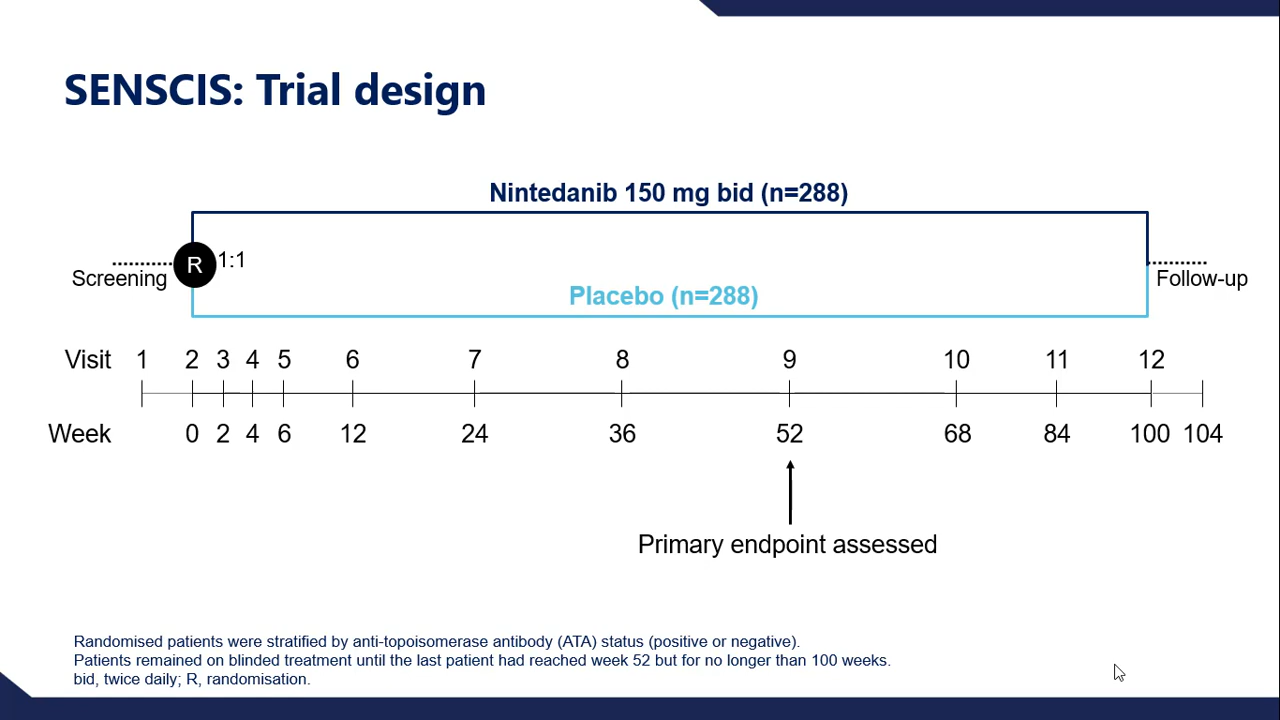 SENSCIS: Trial design
Nintedanib 150 mg bid (n=288)
R 1:1
Screening
Follow-up
Placebo (n=288)
Visit 1 2 3 4 5 6 7 8 9 10 11 12
Week 0 2 4 6 12 24 36 52 68 84 100 104
Primary endpoint assessed
Randomised patients were stratified by anti-topoisomerase antibody (ATA) status (positive or negative).
Patients remained on blinded treatment until the last patient had reached week 52 but for no longer than 100 weeks.
bid, twice daily; R, randomisation.